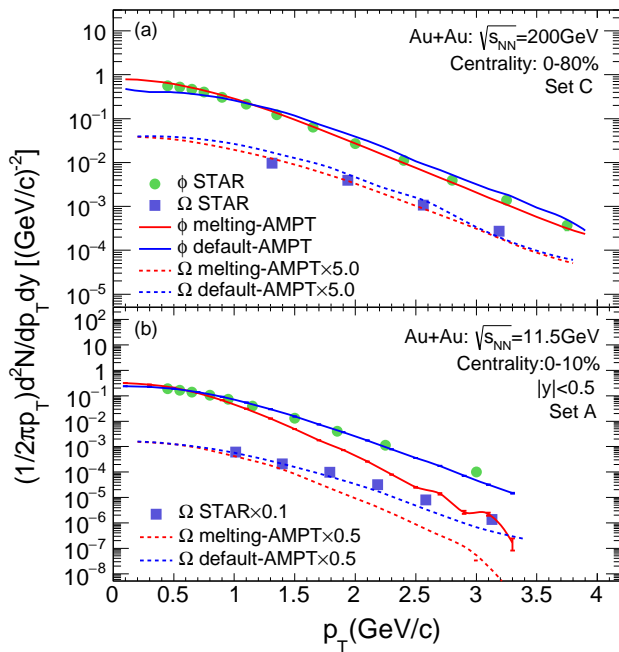 (1/2πp_T)d²N/dp_Tdy [(GeV/c)⁻²]
(a)
Au+Au: √s_NN=200GeV
Centrality: 0-80%
Set C
10
1
10⁻¹
10⁻²
10⁻³
10⁻⁴
10⁻⁵
ϕ STAR
Ω STAR
ϕ melting-AMPT
ϕ default-AMPT
Ω melting-AMPT×5.0
Ω default-AMPT×5.0
(b)
Au+Au: √s_NN=11.5GeV
Centrality:0-10%
|y|<0.5
Set A
10²
10
1
10⁻¹
10⁻²
10⁻³
10⁻⁴
10⁻⁵
10⁻⁶
10⁻⁷
10⁻⁸
Ω STAR×0.1
Ω melting-AMPT×0.5
Ω default-AMPT×0.5
0 0.5 1 1.5 2 2.5 3 3.5 4
p_T(GeV/c)